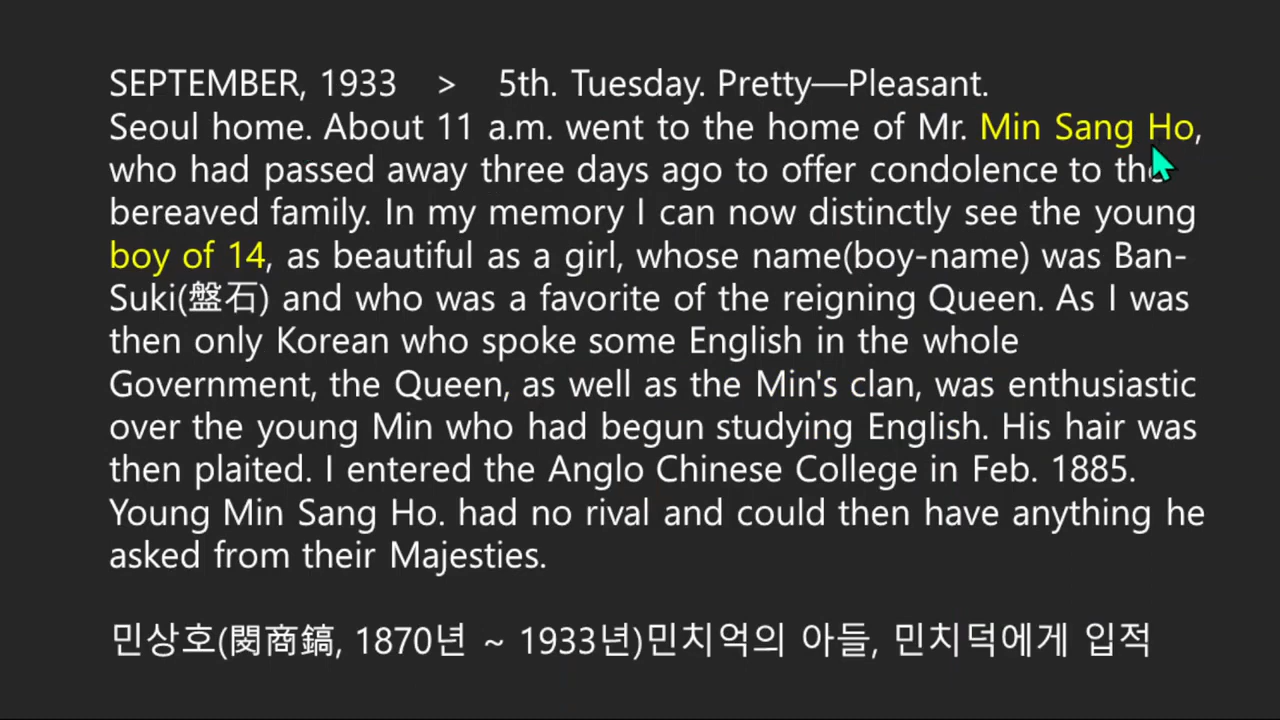 SEPTEMBER, 1933 > 5th. Tuesday. Pretty—Pleasant.
Seoul home. About 11 a.m. went to the home of Mr. Min Sang Ho,
who had passed away three days ago to offer condolence to the
bereaved family. In my memory I can now distinctly see the young
boy of 14, as beautiful as a girl, whose name(boy-name) was Ban-
Suki(盤石) and who was a favorite of the reigning Queen. As I was
then only Korean who spoke some English in the whole
Government, the Queen, as well as the Min's clan, was enthusiastic
over the young Min who had begun studying English. His hair was
then plaited. I entered the Anglo Chinese College in Feb. 1885.
Young Min Sang Ho. had no rival and could then have anything he
asked from their Majesties.
민상호(閔商鎬, 1870년 ~ 1933년)민치억의 아들, 민치덕에게 입적